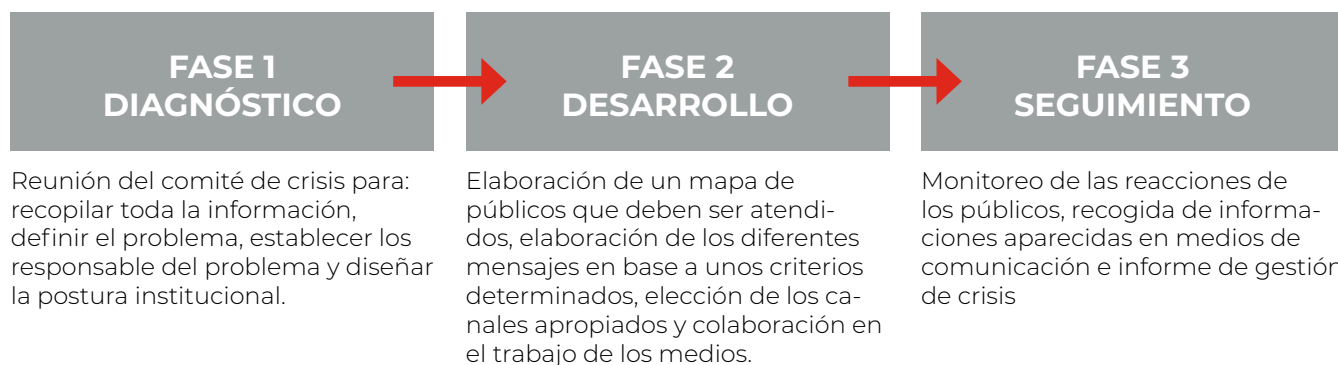 FASE 1
DIAGNÓSTICO
Reunión del comité de crisis para:
recopilar toda la información,
definir el problema, establecer los
responsable del problema y diseñar
la postura institucional.
FASE 2
DESARROLLO
Elaboración de un mapa de
públicos que deben ser atendi-
dos, elaboración de los diferentes
mensajes en base a unos criterios
determinados, elección de los ca-
nales apropiados y colaboración en
el trabajo de los medios.
FASE 3
SEGUIMIENTO
Monitoreo de las reacciones de
los públicos, recogida de informa-
ciones aparecidas en medios de
comunicación e informe de gestión
de crisis